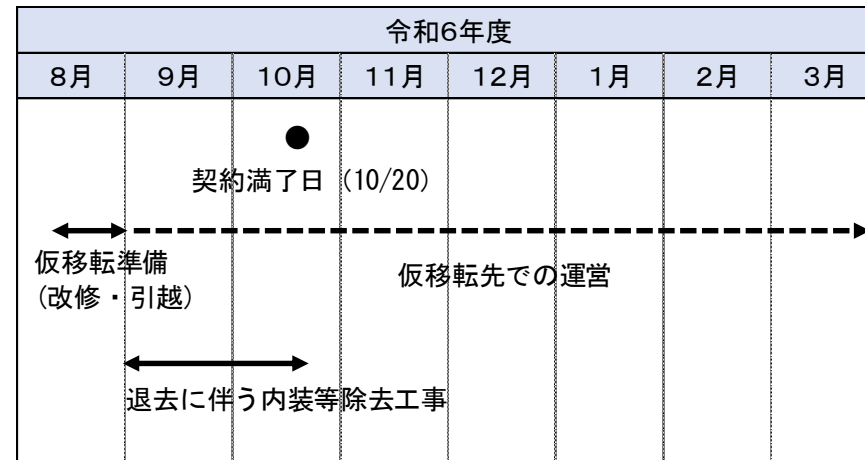 令和6年度
8月 9月 10月 11月 12月 1月 2月 3月
契約満了日 (10/20)
仮移転準備
(改修・引越)
仮移転先での運営
退去に伴う内装等除去工事